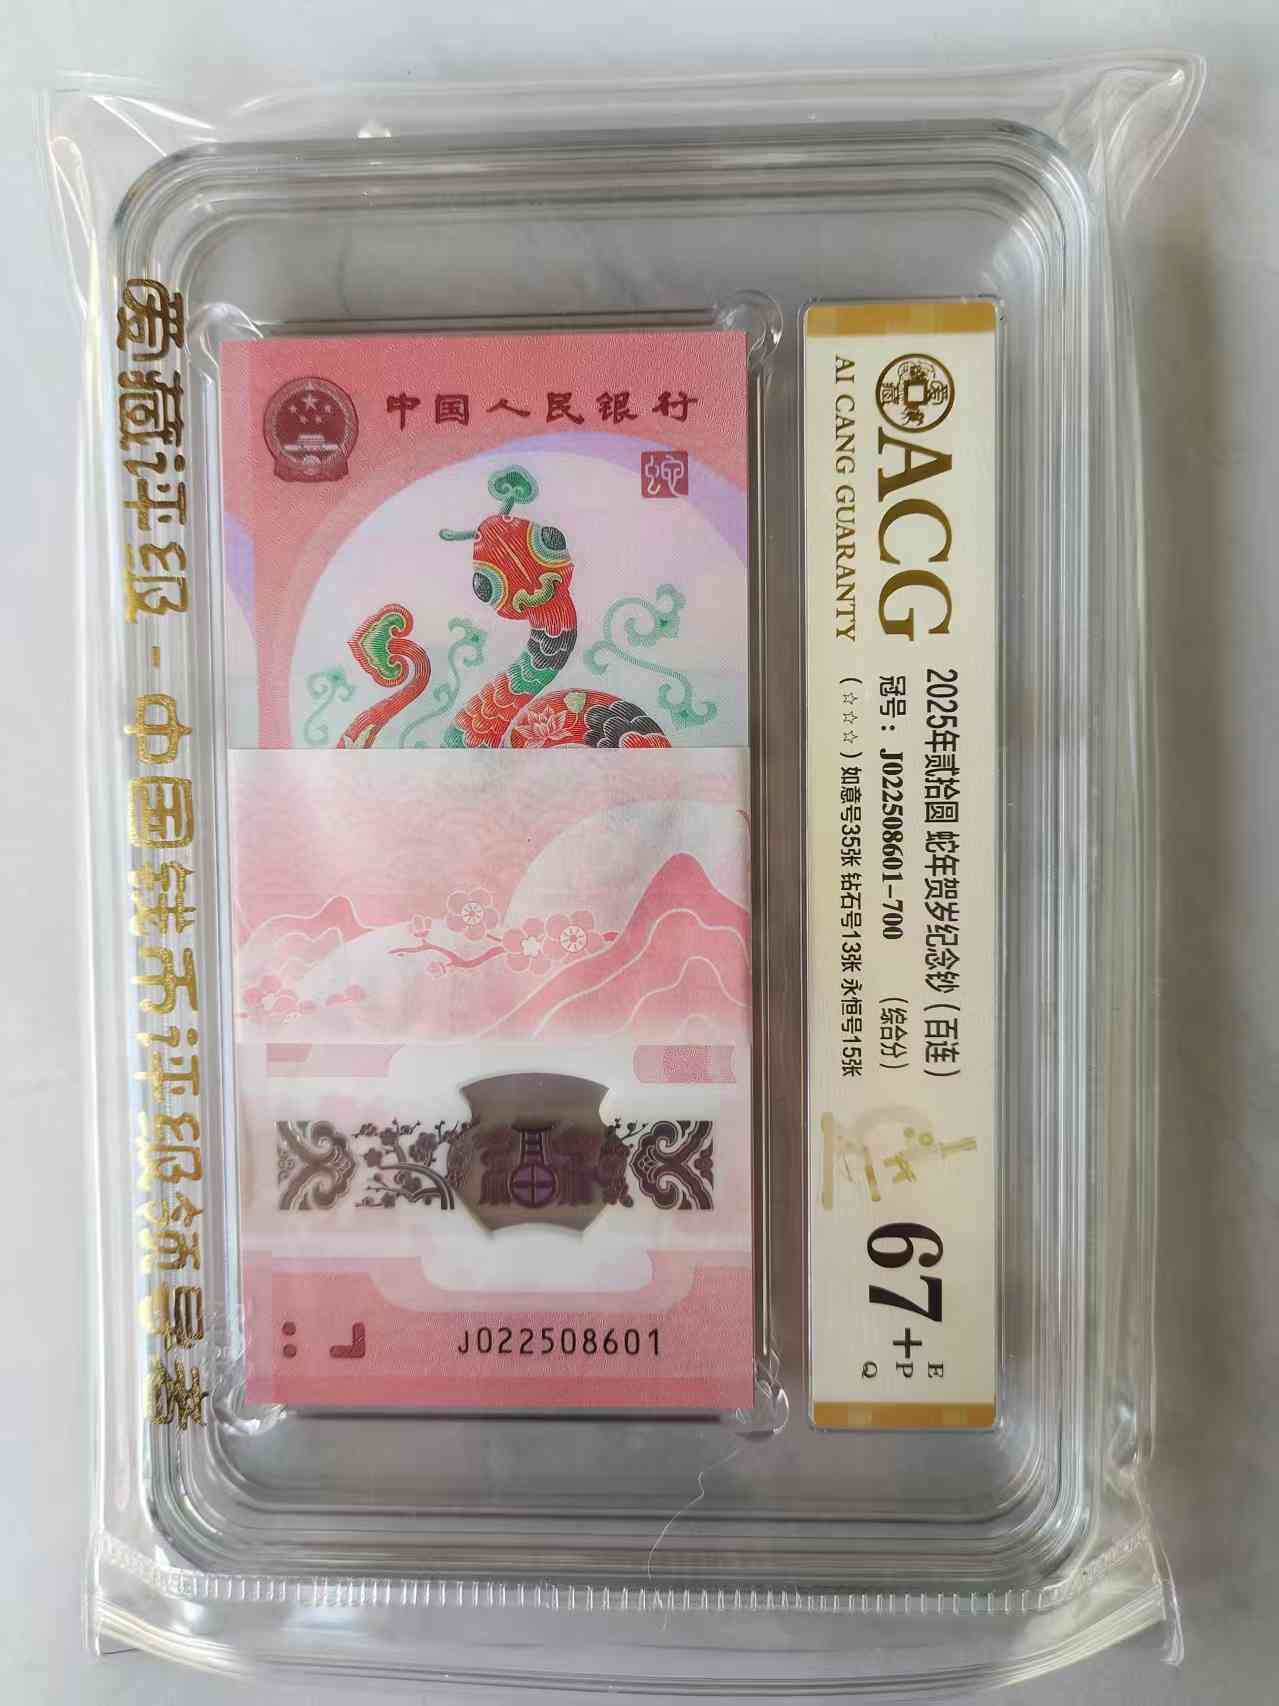 爱藏评级 - 中国钱币评级领导者
中国人民银行
蛇
J022508601
ACG
AI CANG GUARANTY
2025年贰拾圆 蛇年贺岁纪念钞（百连）
冠号：J022508601-700 （综合分）
（☆☆☆）如意号35张 钻石号13张 永恒号15张
67+
E
P
Q